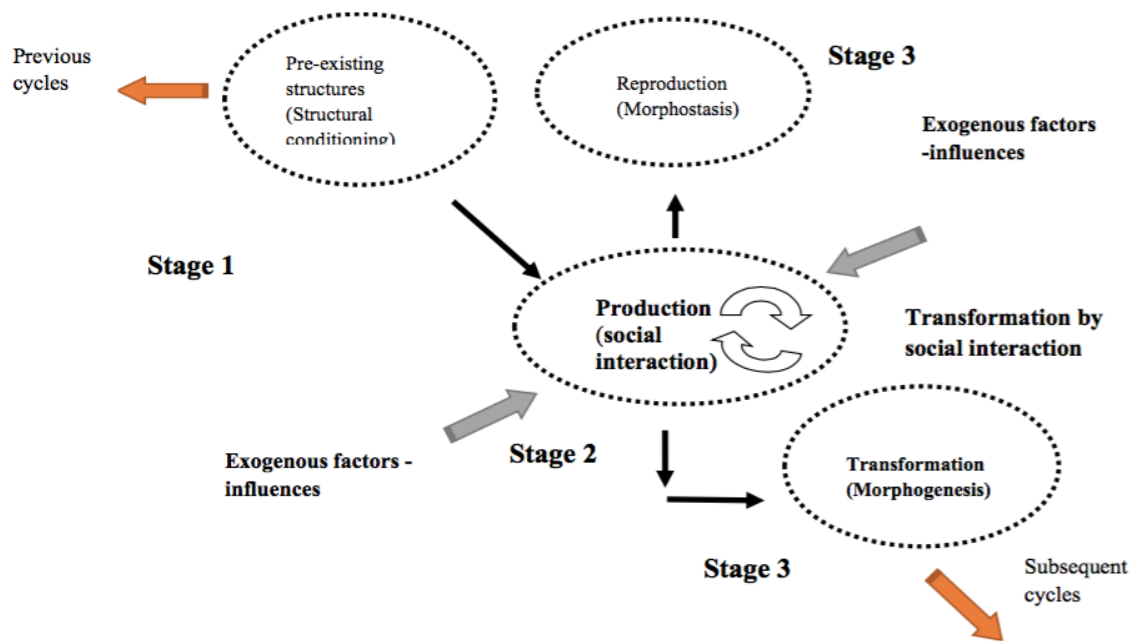 Previous
cycles
Pre-existing
structures
(Structural
conditioning)
Reproduction
(Morphostasis)
Stage 3
Exogenous factors
-influences
Stage 1
Production
(social
interaction)
Transformation by
social interaction
Exogenous factors -
influences
Stage 2
Transformation
(Morphogenesis)
Stage 3
Subsequent
cycles